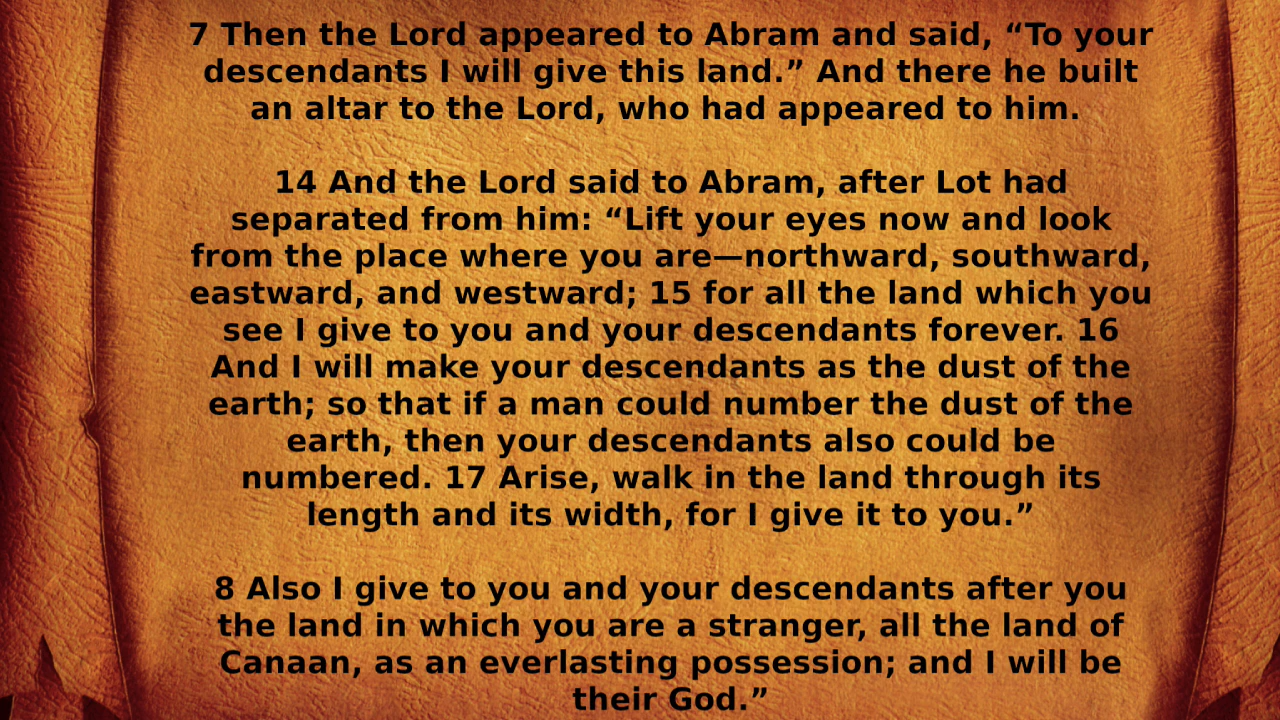 7 Then the Lord appeared to Abram and said, “To your
descendants I will give this land.” And there he built
an altar to the Lord, who had appeared to him.
14 And the Lord said to Abram, after Lot had
separated from him: “Lift your eyes now and look
from the place where you are—northward, southward,
eastward, and westward; 15 for all the land which you
see I give to you and your descendants forever. 16
And I will make your descendants as the dust of the
earth; so that if a man could number the dust of the
earth, then your descendants also could be
numbered. 17 Arise, walk in the land through its
length and its width, for I give it to you.”
8 Also I give to you and your descendants after you
the land in which you are a stranger, all the land of
Canaan, as an everlasting possession; and I will be
their God.”